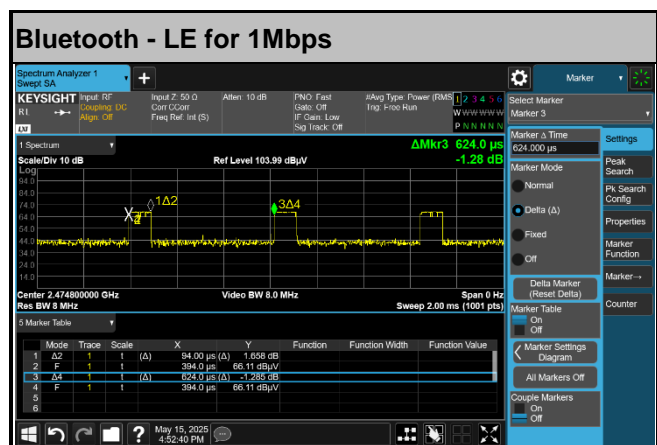 Bluetooth - LE for 1Mbps
Spectrum Analyzer 1
Swept SA
Marker
KEYSIGHT
Input: RF
Coupling: DC
Align: Off
Input Z: 50 Ω
Corr CCorr
Freq Ref: Int (S)
Atten: 10 dB
PNO: Fast
Gate: Off
IF Gain: Low
Sig Track: Off
#Avg Type: Power (RMS
Trig: Free Run
1 2 3 4 5 6
W W W W W W
P N N N N N
RL
LXI
Select Marker
Marker 3
1 Spectrum
Scale/Div 10 dB
Ref Level 103.99 dBµV
ΔMkr3 624.0 µs
-1.28 dB
Log
94.0
84.0
74.0
64.0
54.0
44.0
34.0
24.0
14.0
1Δ2
3Δ4
Center 2.474800000 GHz
Res BW 8 MHz
Video BW 8.0 MHz
Span 0 Hz
Sweep 2.00 ms (1001 pts)
Marker Δ Time
624.000 µs
Marker Mode
Normal
Delta (Δ)
Fixed
Off
Delta Marker
(Reset Delta)
Marker Table
On
Off
Marker Settings
Diagram
All Markers Off
Couple Markers
On
Off
Settings
Peak
Search
Pk Search
Config
Properties
Marker
Function
Marker→
Counter
5 Marker Table
Mode Trace Scale X Y Function Function Width Function Value
1 Δ2 1 t (Δ) 94.00 µs (Δ) 1.658 dB
2 F 1 t 394.0 µs 66.11 dBµV
3 Δ4 1 t (Δ) 624.0 µs (Δ) -1.285 dB
4 F 1 t 394.0 µs 66.11 dBµV
5
6
May 15, 2025
4:52:40 PM